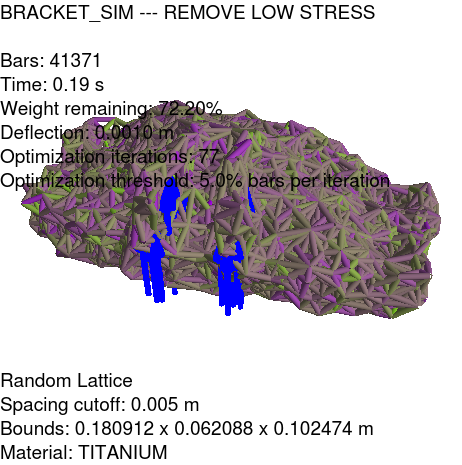 BRACKET_SIM --- REMOVE LOW STRESS
Bars: 41371
Time: 0.19 s
Weight remaining: 72.20%
Deflection: 0.0010 m
Optimization iterations: 77
Optimization threshold: 5.0% bars per iteration
Random Lattice
Spacing cutoff: 0.005 m
Bounds: 0.180912 x 0.062088 x 0.102474 m
Material: TITANIUM